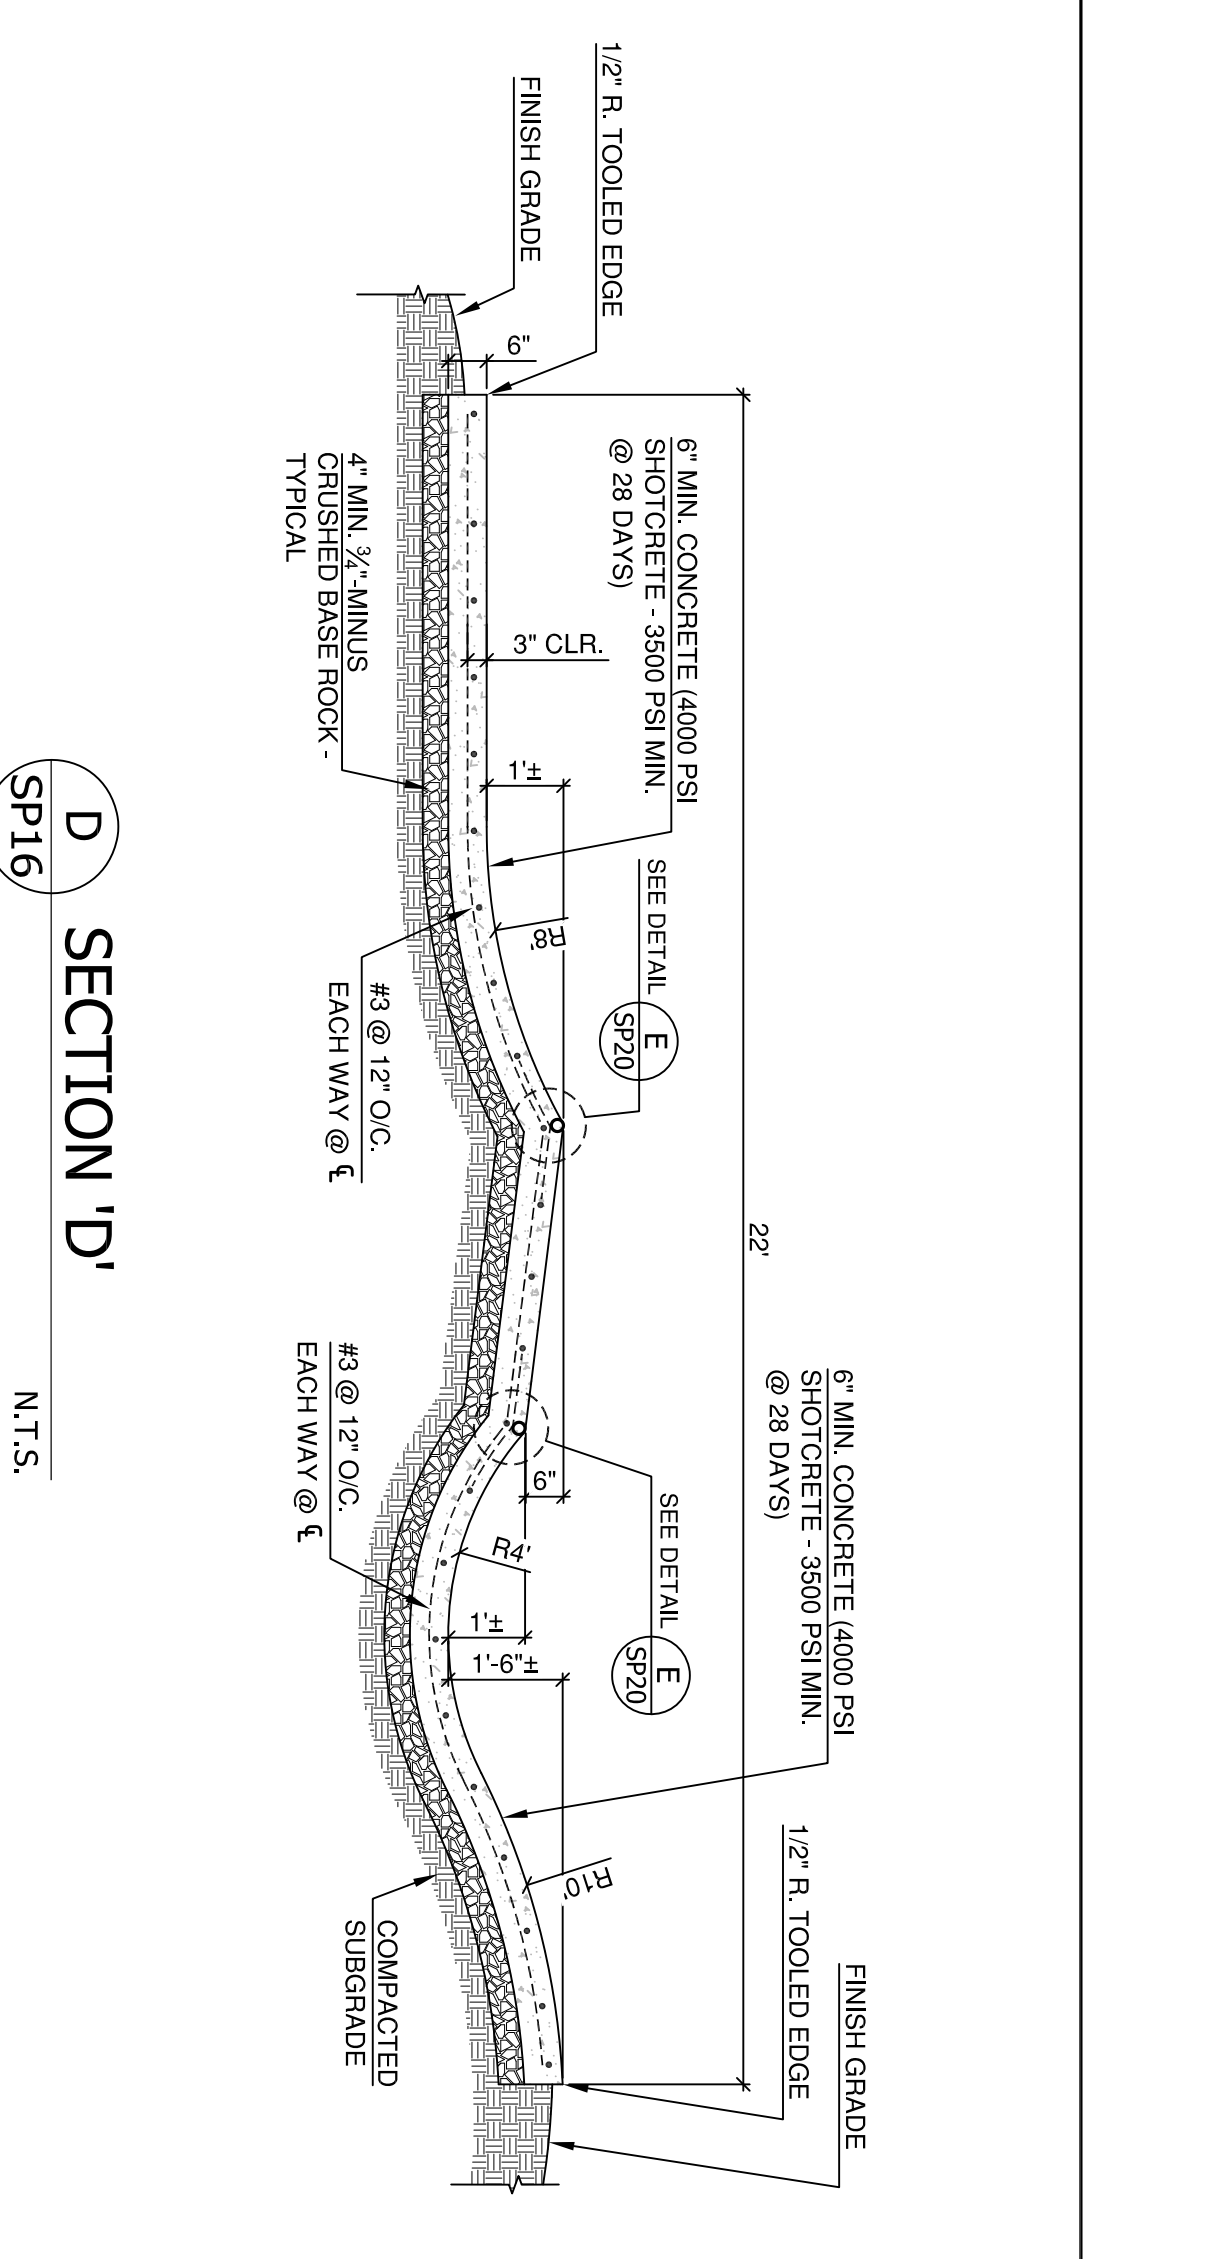 1/2" R. TOOLED EDGE
FINISH GRADE
6"
22'
6" MIN. CONCRETE (4000 PSI
SHOTCRETE - 3500 PSI MIN.
@ 28 DAYS)
3" CLR.
1'±
R8'
SEE DETAIL
E
SP20
6" MIN. CONCRETE (4000 PSI
SHOTCRETE - 3500 PSI MIN.
@ 28 DAYS)
6"
R4'
1'±
1'-6"±
SEE DETAIL
E
SP20
R10'
FINISH GRADE
1/2" R. TOOLED EDGE
4" MIN. ¾"-MINUS
CRUSHED BASE ROCK -
TYPICAL
#3 @ 12" O/C.
EACH WAY @ ℄
#3 @ 12" O/C.
EACH WAY @ ℄
COMPACTED
SUBGRADE
D
SP16
SECTION 'D'
N.T.S.